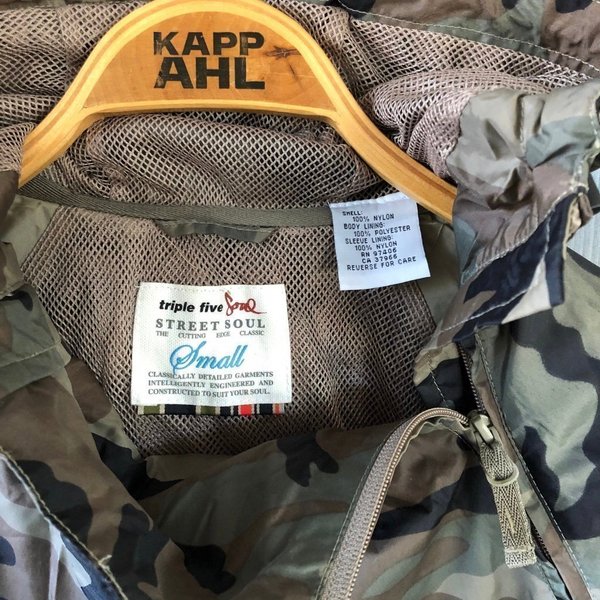 KAPP
AHL
SHELL:
100% NYLON
BODY LINING:
100% POLYESTER
SLEEVE LINING:
100% NYLON
RN 97406
CA 37966
REVERSE FOR CARE
triple five Soul
STREET SOUL
THE CUTTING EDGE CLASSIC
Small
CLASSICALLY DETAILED GARMENTS
INTELLIGENTLY ENGINEERED AND
CONSTRUCTED TO SUIT YOUR SOUL.